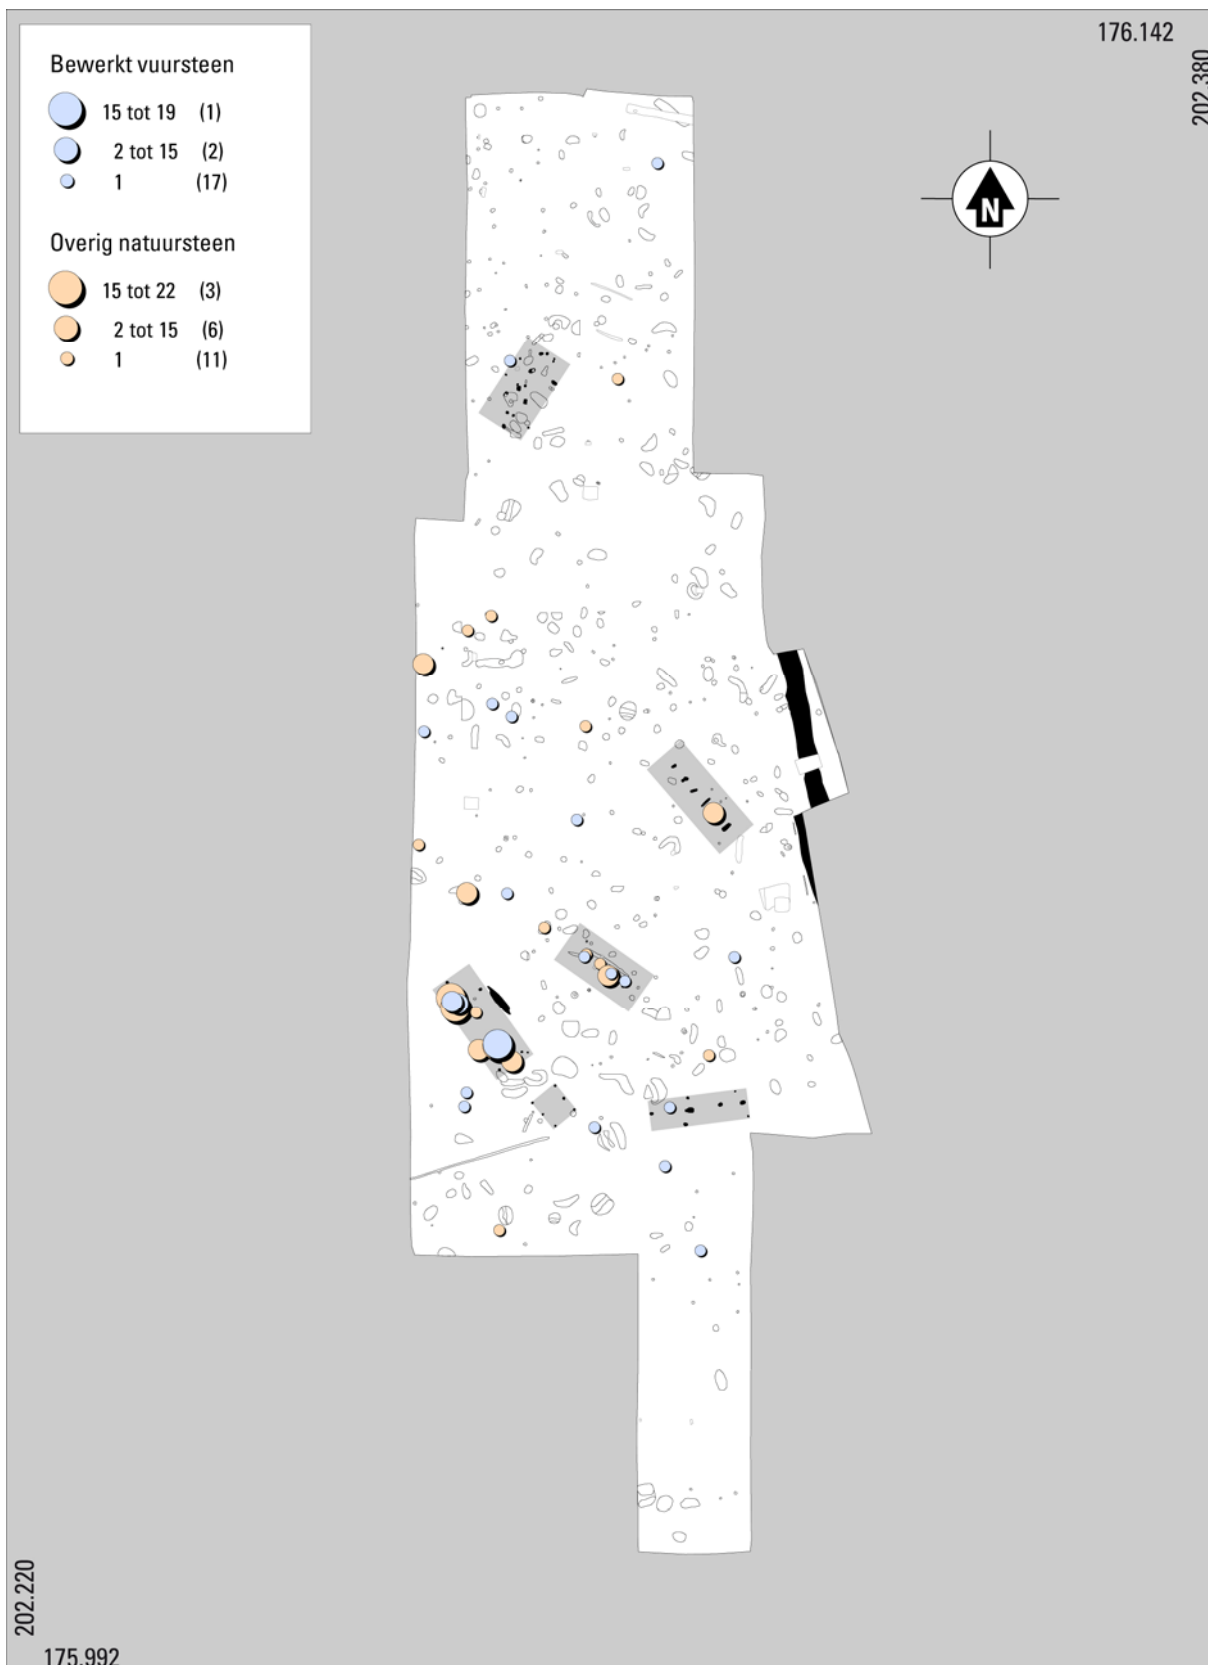 Bewerkt vuursteen
15 tot 19 (1)
2 tot 15 (2)
1 (17)
Overig natuursteen
15 tot 22 (3)
2 tot 15 (6)
1 (11)
176.142
202.380
N
202.220
175.992